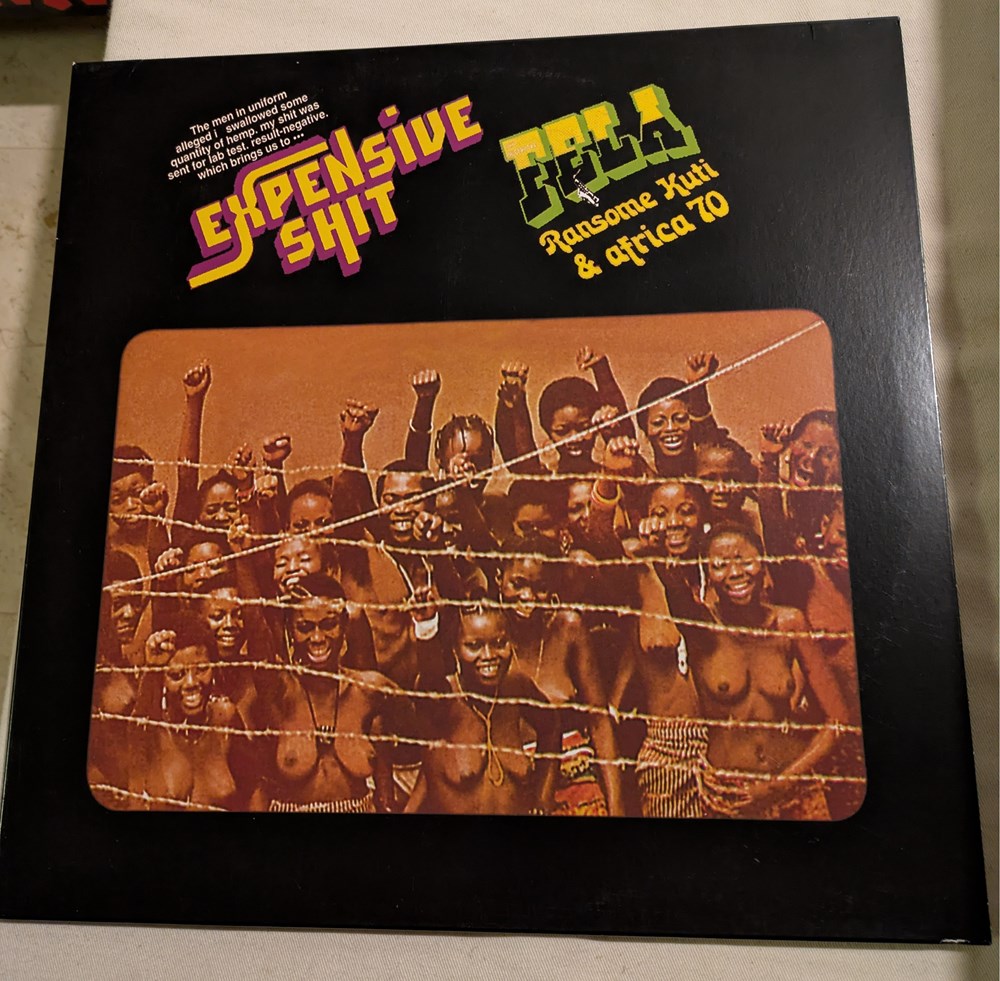 The men in uniform
alleged i swallowed some
quantity of hemp. my shit was
sent for lab test. result-negative.
which brings us to ...
EXPENSIVE
SHIT
FELA
Ransome Kuti
& africa 70